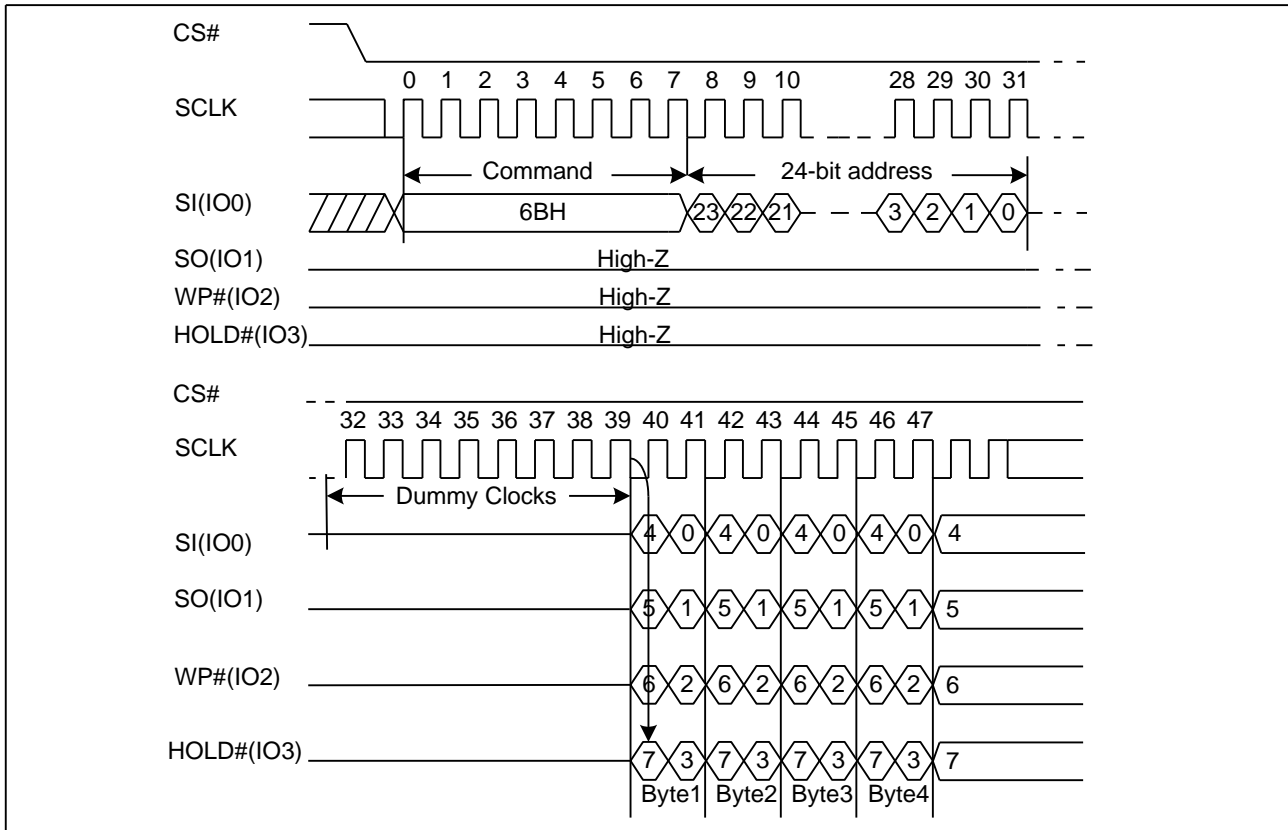 CS#
0 1 2 3 4 5 6 7 8 9 10 28 29 30 31
SCLK
Command 24-bit address
SI(IO0) 6BH 23 22 21 3 2 1 0
SO(IO1) High-Z
WP#(IO2) High-Z
HOLD#(IO3) High-Z
CS#
32 33 34 35 36 37 38 39 40 41 42 43 44 45 46 47
SCLK
Dummy Clocks
SI(IO0) 4 0 4 0 4 0 4 0 4
SO(IO1) 5 1 5 1 5 1 5 1 5
WP#(IO2) 6 2 6 2 6 2 6 2 6
HOLD#(IO3) 7 3 7 3 7 3 7 3 7
Byte1 Byte2 Byte3 Byte4